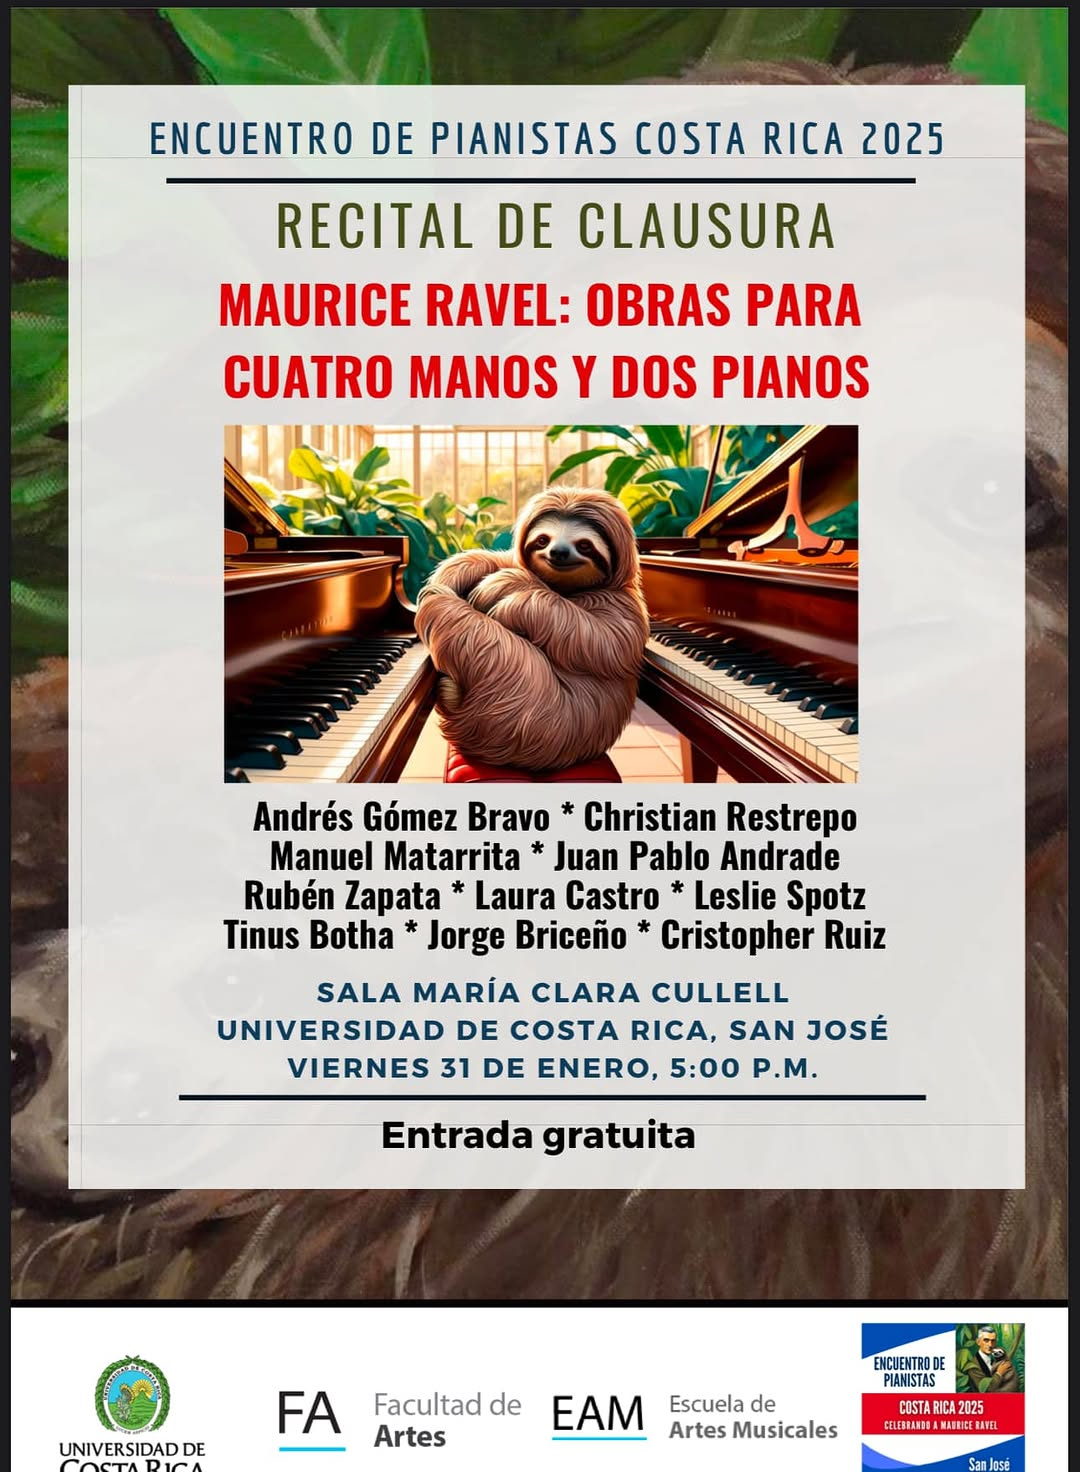 ENCUENTRO DE PIANISTAS COSTA RICA 2025
RECITAL DE CLAUSURA
MAURICE RAVEL: OBRAS PARA
CUATRO MANOS Y DOS PIANOS
Andrés Gómez Bravo * Christian Restrepo
Manuel Matarrita * Juan Pablo Andrade
Rubén Zapata * Laura Castro * Leslie Spotz
Tinus Botha * Jorge Briceño * Cristopher Ruiz
SALA MARÍA CLARA CULLELL
UNIVERSIDAD DE COSTA RICA, SAN JOSÉ
VIERNES 31 DE ENERO, 5:00 P.M.
Entrada gratuita
UNIVERSIDAD DE
COSTA RICA
FA
Facultad de
Artes
EAM
Escuela de
Artes Musicales
ENCUENTRO DE
PIANISTAS
COSTA RICA 2025
CELEBRANDO A MAURICE RAVEL
San José